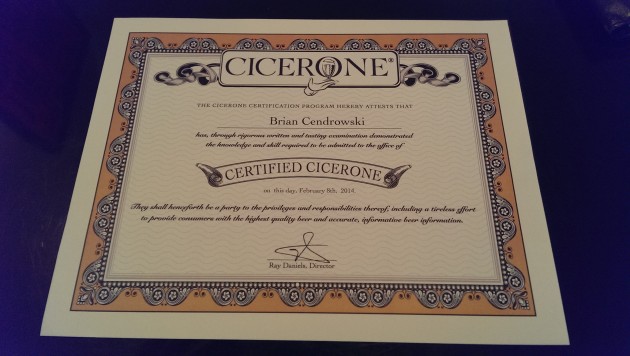 CICERONE®
THE CICERONE CERTIFICATION PROGRAM HEREBY ATTESTS THAT
Brian Cendrowski
has, through rigorous written and tasting examination demonstrated
the knowledge and skill required to be admitted to the office of
CERTIFIED CICERONE
on this day, February 8th, 2014.
They shall henceforth be a party to the privileges and responsibilities thereof, including a tireless effort
to provide consumers with the highest quality beer and accurate, informative beer information.
Ray Daniels, Director